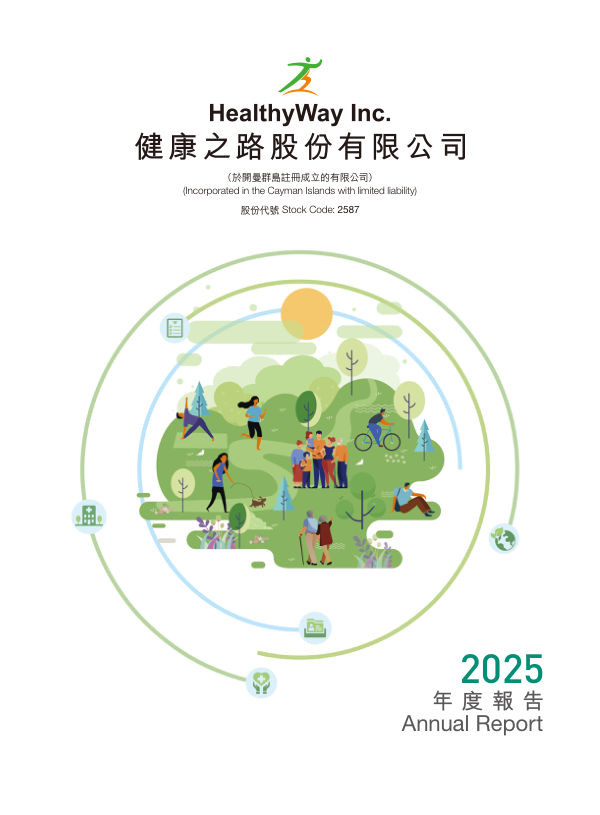 HealthyWay Inc.
健康之路股份有限公司
（於開曼群島註冊成立的有限公司）
(Incorporated in the Cayman Islands with limited liability)
股份代號 Stock Code: 2587
2025
年度報告
Annual Report